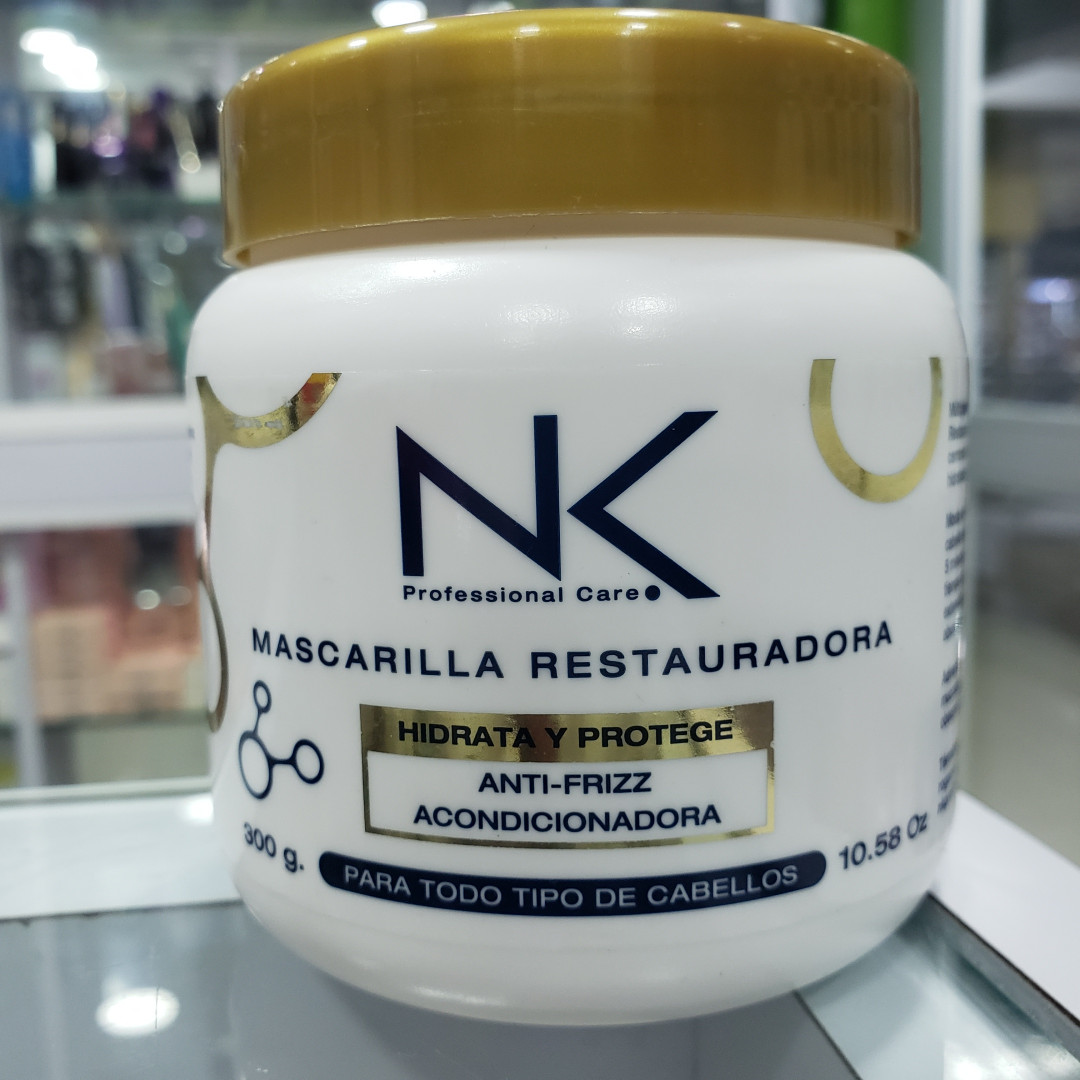 NK
Professional Care.
MASCARILLA RESTAURADORA
HIDRATA Y PROTEGE
ANTI-FRIZZ
ACONDICIONADORA
300 g.
PARA TODO TIPO DE CABELLOS
10.58 Oz